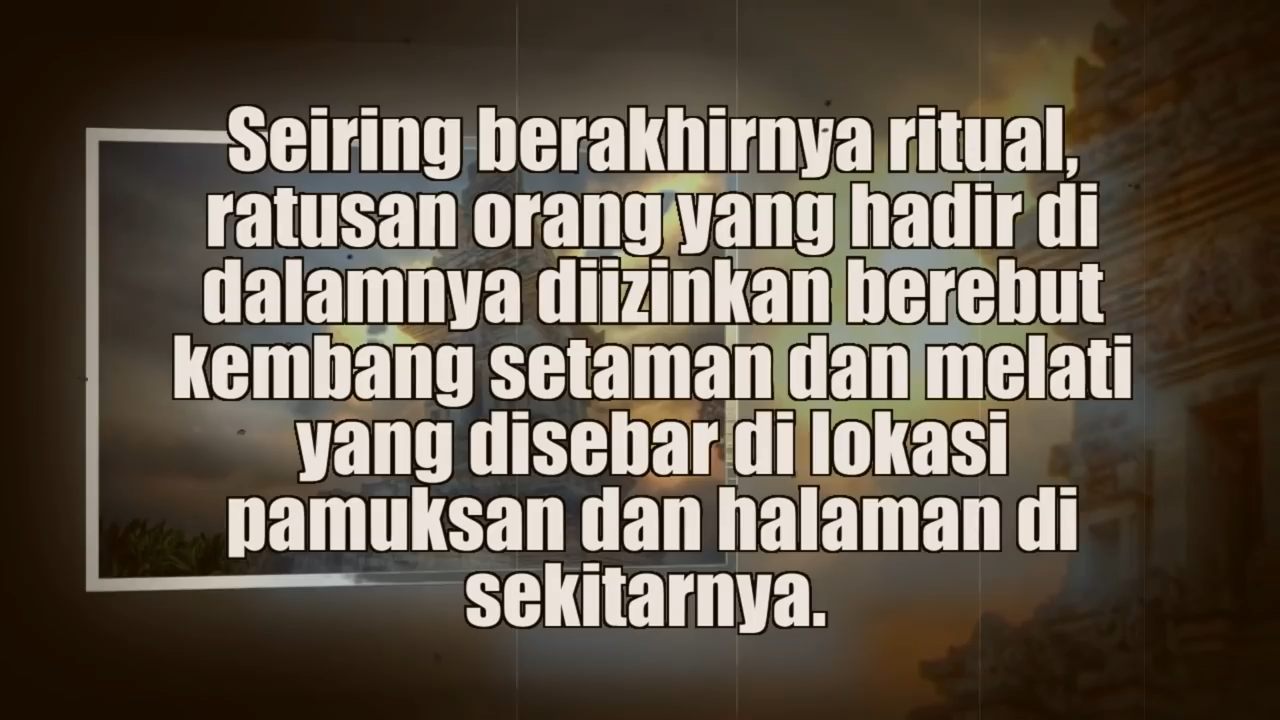 Seiring berakhirnya ritual,
ratusan orang yang hadir di
dalamnya diizinkan berebut
kembang setaman dan melati
yang disebar di lokasi
pamuksan dan halaman di
sekitarnya.